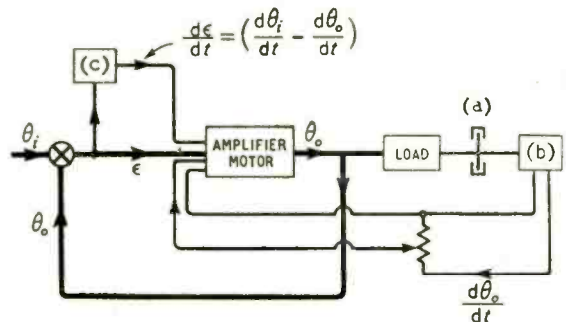 dε/dt = (dθi/dt - dθo/dt)
(c)
(a)
θi
ε
AMPLIFIER
MOTOR
θo
LOAD
(b)
θo
dθo/dt